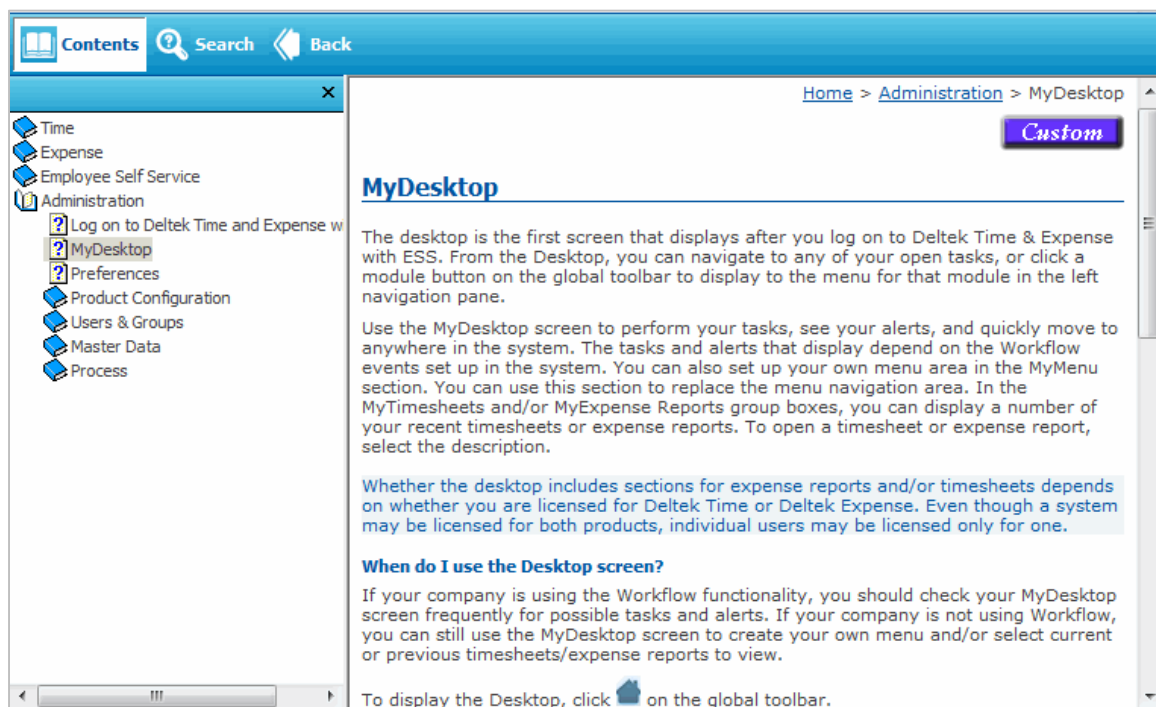 Contents Search Back
×
Time
Expense
Employee Self Service
Administration
Log on to Deltek Time and Expense w
MyDesktop
Preferences
Product Configuration
Users & Groups
Master Data
Process
Home > Administration > MyDesktop
Custom
MyDesktop
The desktop is the first screen that displays after you log on to Deltek Time & Expense
with ESS. From the Desktop, you can navigate to any of your open tasks, or click a
module button on the global toolbar to display to the menu for that module in the left
navigation pane.
Use the MyDesktop screen to perform your tasks, see your alerts, and quickly move to
anywhere in the system. The tasks and alerts that display depend on the Workflow
events set up in the system. You can also set up your own menu area in the MyMenu
section. You can use this section to replace the menu navigation area. In the
MyTimesheets and/or MyExpense Reports group boxes, you can display a number of
your recent timesheets or expense reports. To open a timesheet or expense report,
select the description.
Whether the desktop includes sections for expense reports and/or timesheets depends
on whether you are licensed for Deltek Time or Deltek Expense. Even though a system
may be licensed for both products, individual users may be licensed only for one.
When do I use the Desktop screen?
If your company is using the Workflow functionality, you should check your MyDesktop
screen frequently for possible tasks and alerts. If your company is not using Workflow,
you can still use the MyDesktop screen to create your own menu and/or select current
or previous timesheets/expense reports to view.
To display the Desktop, click on the global toolbar.